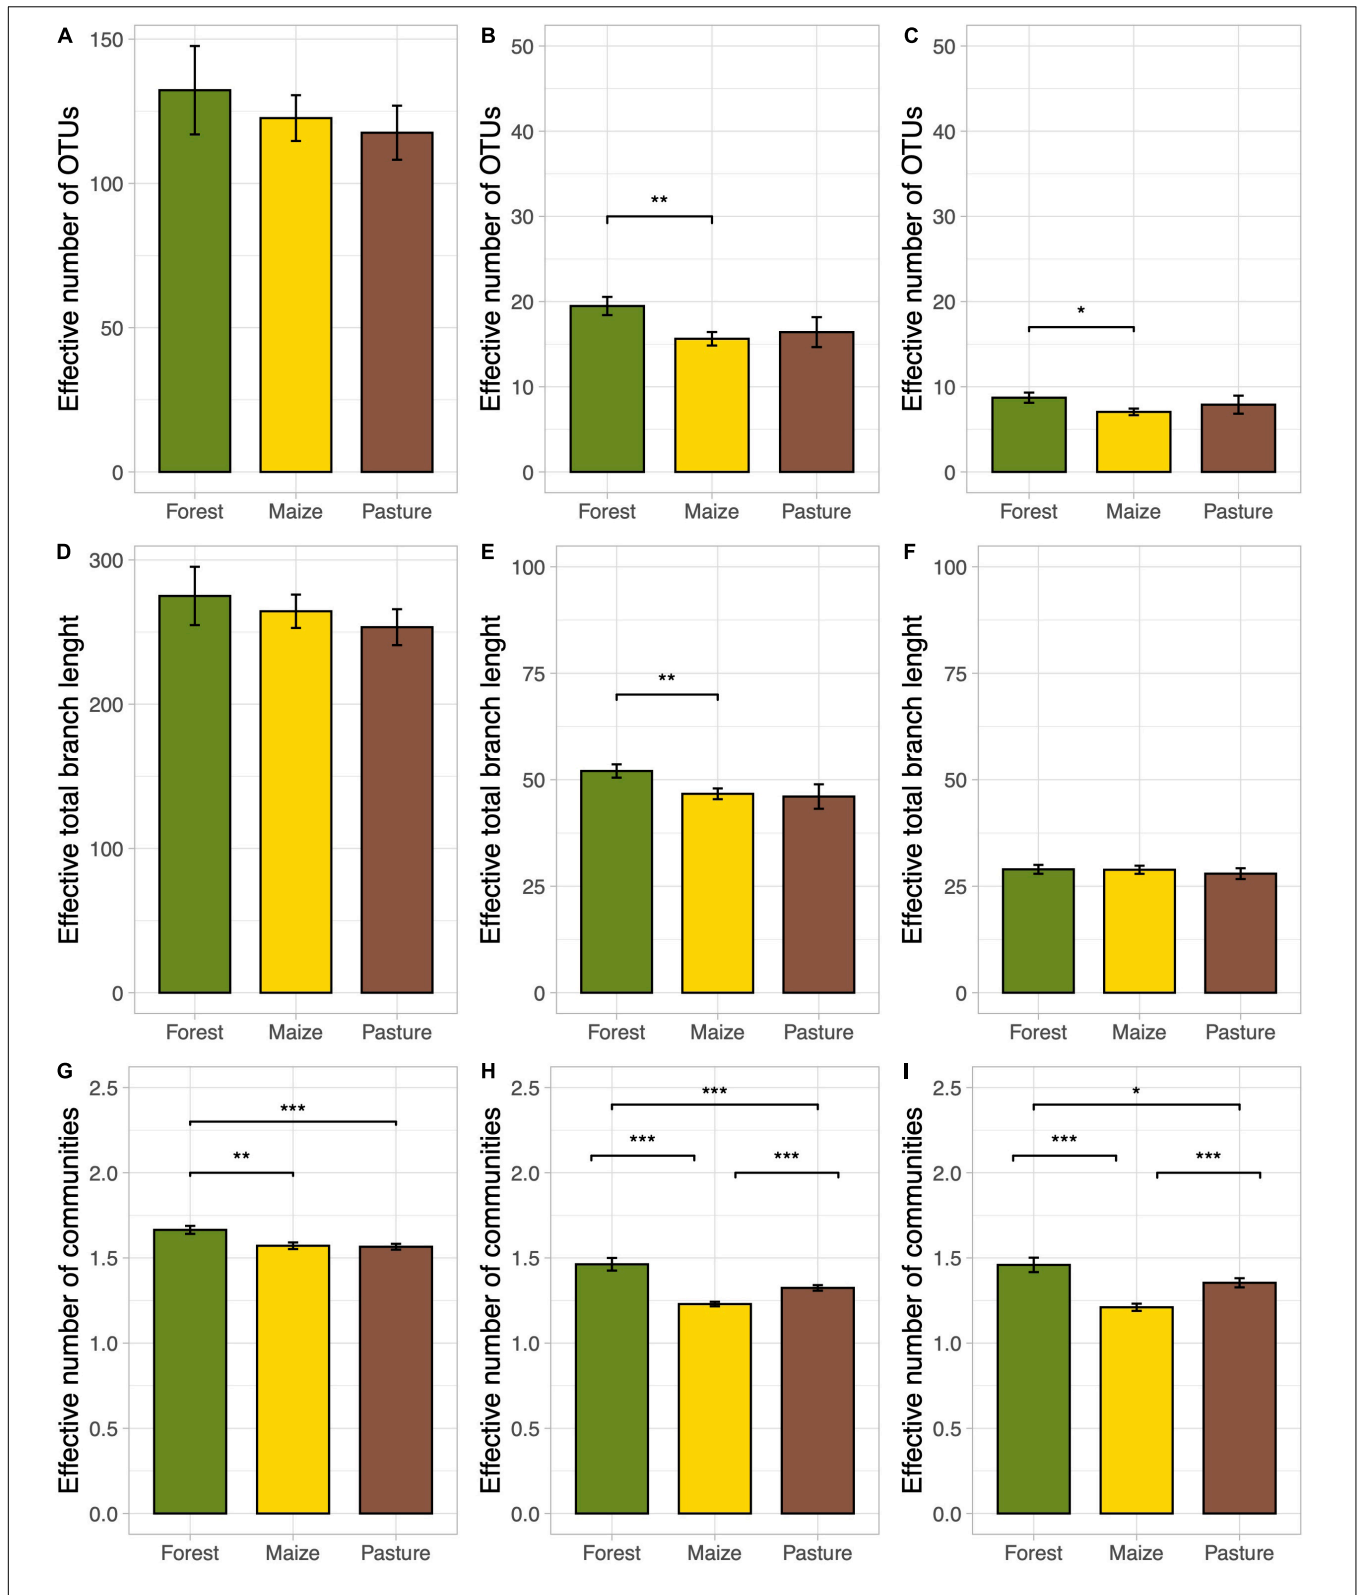 A
Effective number of OTUs
150
100
50
0
Forest Maize Pasture
B
Effective number of OTUs
50
40
30
20
10
0
**
Forest Maize Pasture
C
Effective number of OTUs
50
40
30
20
10
0
*
Forest Maize Pasture
D
Effective total branch lenght
300
200
100
0
Forest Maize Pasture
E
Effective total branch lenght
100
75
50
25
0
**
Forest Maize Pasture
F
Effective total branch lenght
100
75
50
25
0
Forest Maize Pasture
G
Effective number of communities
2.5
2.0
1.5
1.0
0.5
0.0
***
**
Forest Maize Pasture
H
Effective number of communities
2.5
2.0
1.5
1.0
0.5
0.0
***
***
***
Forest Maize Pasture
I
Effective number of communities
2.5
2.0
1.5
1.0
0.5
0.0
*
***
***
Forest Maize Pasture